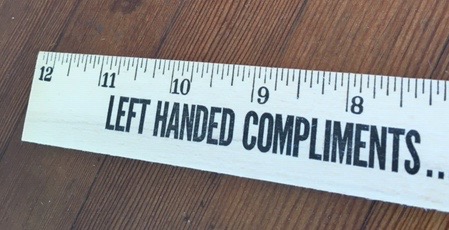 12 11 10 9 8
LEFT HANDED COMPLIMENTS...